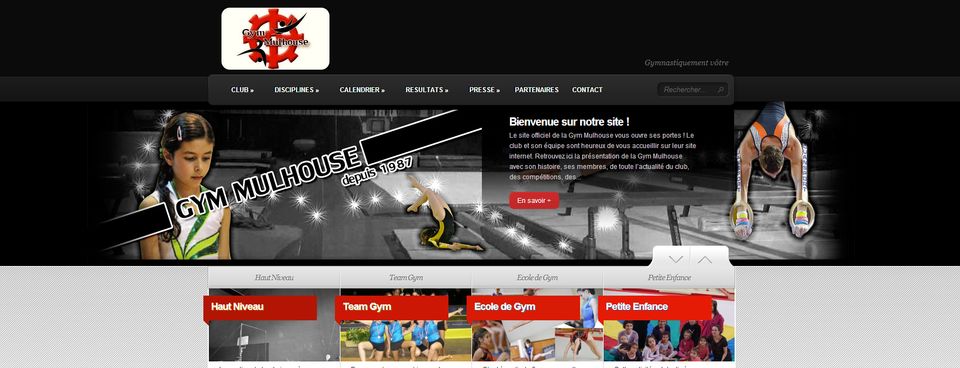 Gym
Mulhouse
Gymnastiquement vôtre
CLUB »
DISCIPLINES »
CALENDRIER »
RESULTATS »
PRESSE »
PARTENAIRES
CONTACT
Rechercher...
GYM MULHOUSE
depuis 1987
Bienvenue sur notre site !
Le site officiel de la Gym Mulhouse vous ouvre ses portes ! Le
club et son équipe sont heureux de vous accueillir sur leur site
internet. Retrouvez ici la présentation de la Gym Mulhouse
avec son histoire, ses membres, de toute l'actualité du club,
des compétitions, des...
En savoir +
Haut Niveau
Team Gym
Ecole de Gym
Petite Enfance
Haut Niveau
Team Gym
Ecole de Gym
Petite Enfance